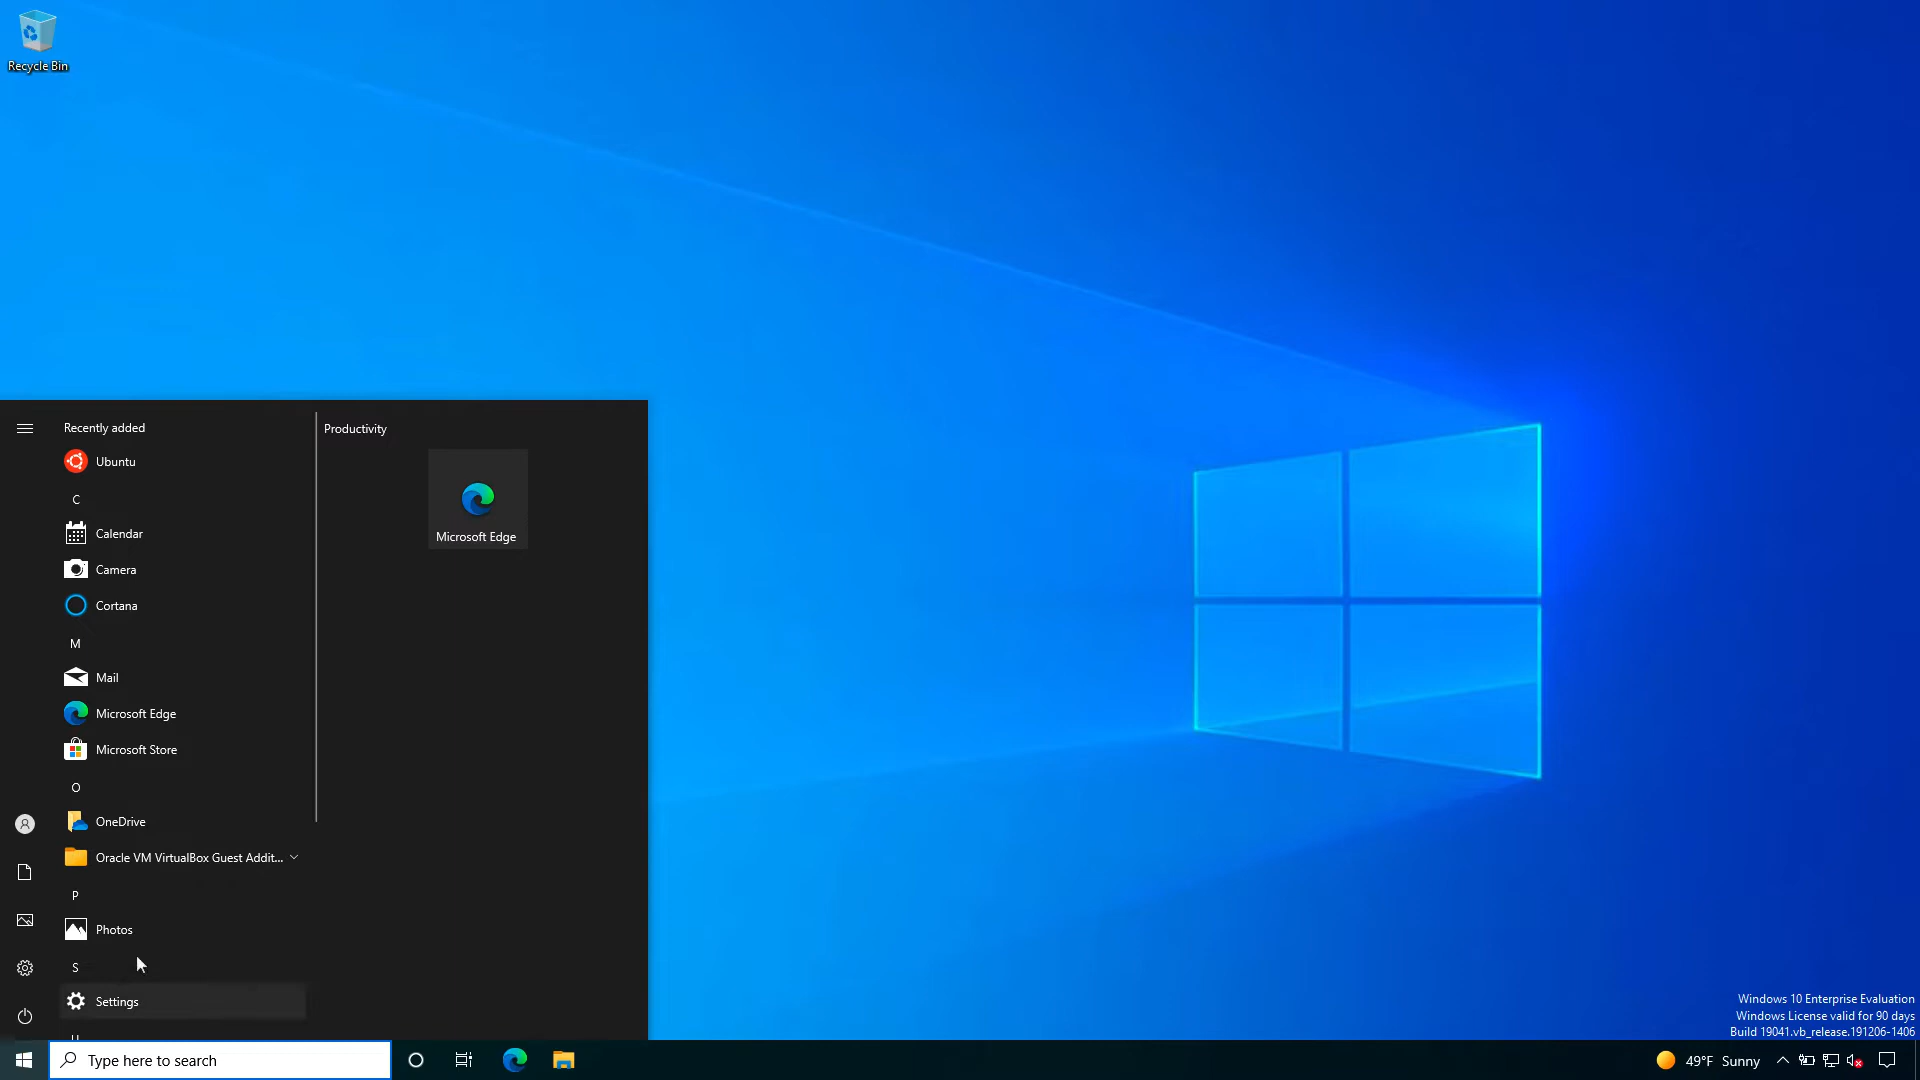 Recycle Bin
Recently added
Ubuntu
C
Calendar
Camera
Cortana
M
Mail
Microsoft Edge
Microsoft Store
O
OneDrive
Oracle VM VirtualBox Guest Addit...
P
Photos
S
Settings
Productivity
Microsoft Edge
Windows 10 Enterprise Evaluation
Windows License valid for 90 days
Build 19041.vb_release.191206-1406
Type here to search
49°F Sunny